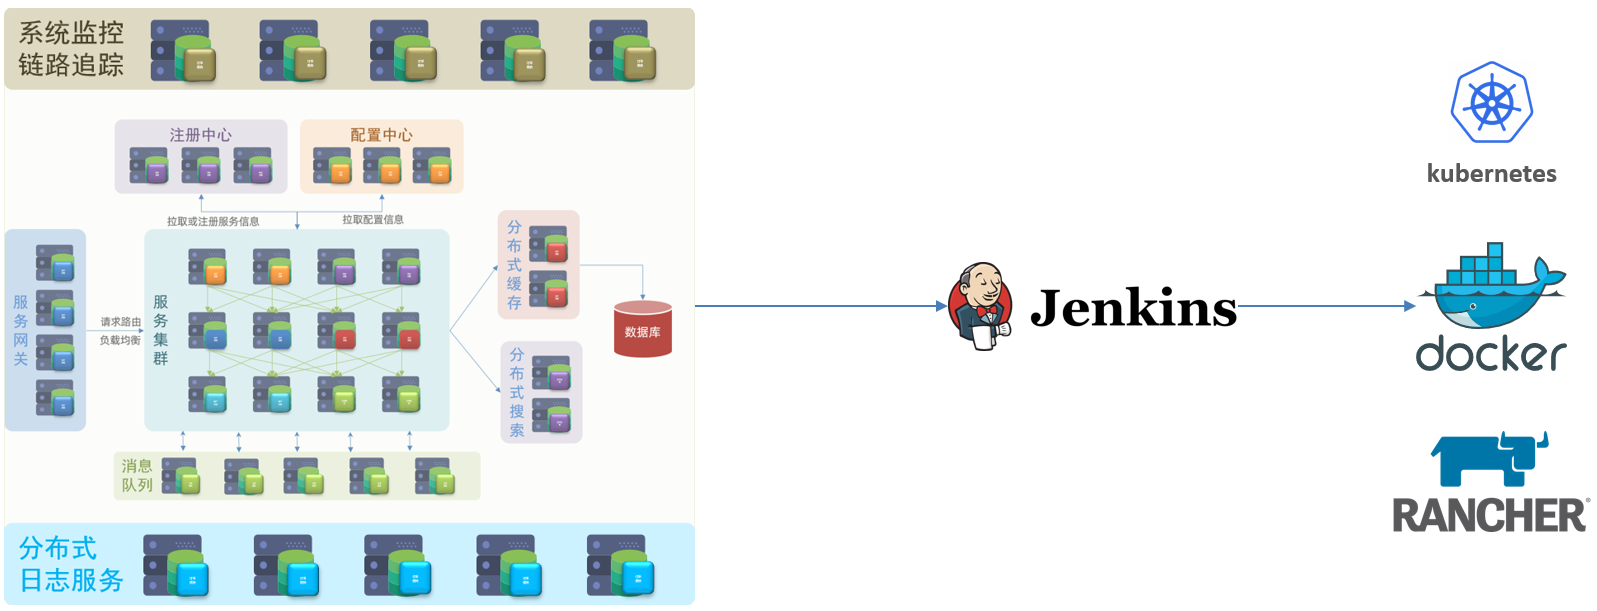 系统监控
链路追踪
注册中心
配置中心
拉取或注册服务信息
拉取配置信息
服务网关
请求路由
负载均衡
服务集群
分布式缓存
分布式搜索
数据库
消息
队列
分布式
日志服务
Jenkins
kubernetes
docker
RANCHER®